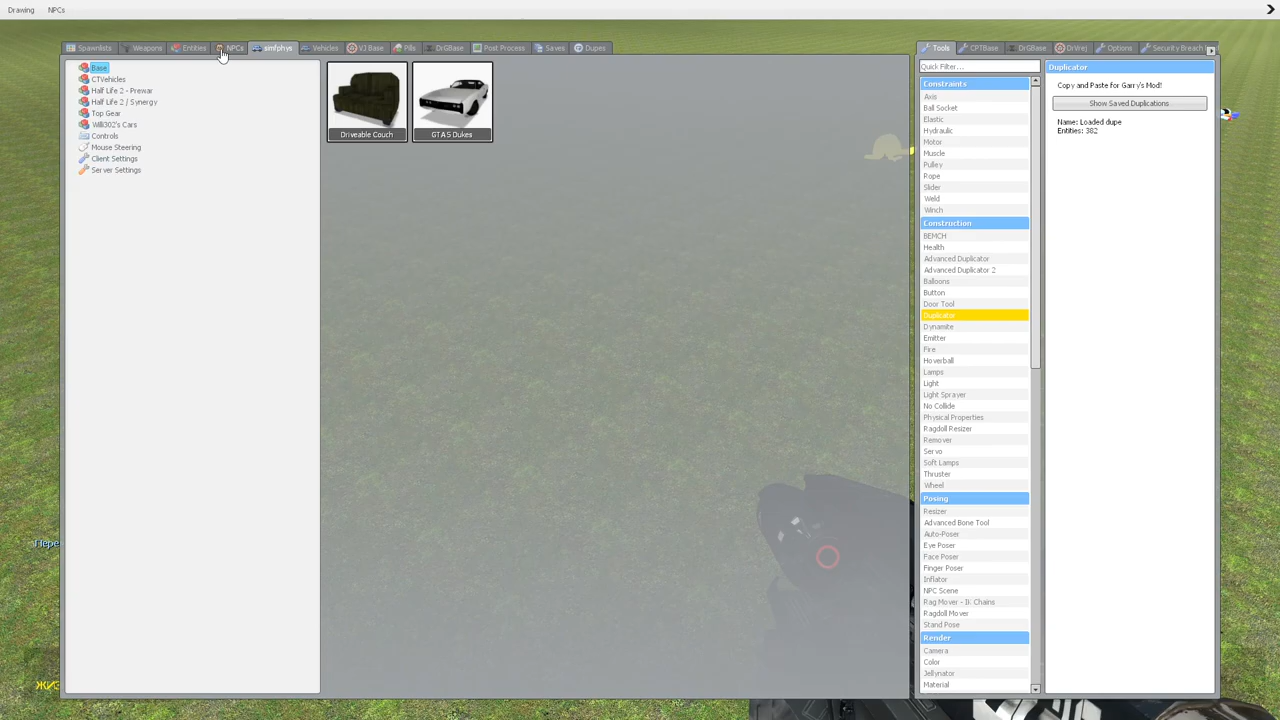 Drawing NPCs
Spawnlists Weapons Entities NPCs simfphys Vehicles VJ Base Pills DrGBase Post Process Saves Dupes
Tools CPTBase DrGBase DrVrej Options Security Breach
Base
CTVehicles
Half Life 2 - Prewar
Half Life 2 / Synergy
Top Gear
Willi302's Cars
Controls
Mouse Steering
Client Settings
Server Settings
Driveable Couch
GTA 5 Dukes
Quick Filter...
Constraints
Axis
Ball Socket
Elastic
Hydraulic
Motor
Muscle
Pulley
Rope
Slider
Weld
Winch
Construction
BEMCH
Health
Advanced Duplicator
Advanced Duplicator 2
Balloons
Button
Door Tool
Duplicator
Dynamite
Emitter
Fire
Hoverball
Lamps
Light
Light Sprayer
No Collide
Physical Properties
Ragdoll Resizer
Remover
Servo
Soft Lamps
Thruster
Wheel
Posing
Resizer
Advanced Bone Tool
Auto-Poser
Eye Poser
Face Poser
Finger Poser
Inflator
NPC Scene
Rag Mover - IK Chains
Ragdoll Mover
Stand Pose
Render
Camera
Color
Jellynator
Material
Duplicator
Copy and Paste for Garry's Mod!
Show Saved Duplications
Name: Loaded dupe
Entities: 382